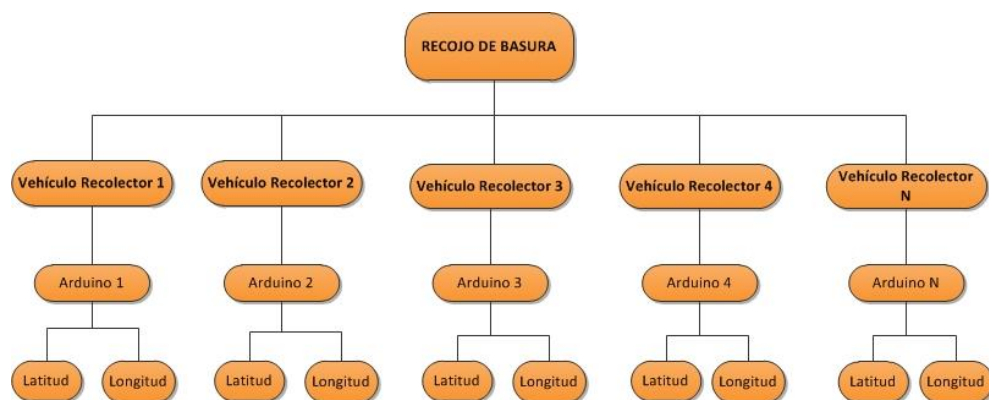 RECOJO DE BASURA
Vehículo Recolector 1
Vehículo Recolector 2
Vehículo Recolector 3
Vehículo Recolector 4
Vehículo Recolector
N
Arduino 1
Arduino 2
Arduino 3
Arduino 4
Arduino N
Latitud
Longitud
Latitud
Longitud
Latitud
Longitud
Latitud
Longitud
Latitud
Longitud